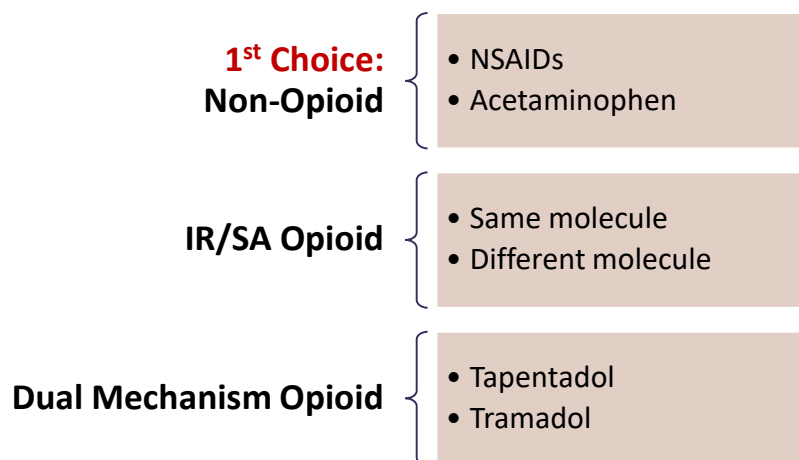 1st Choice:
Non-Opioid
• NSAIDs
• Acetaminophen
IR/SA Opioid
• Same molecule
• Different molecule
Dual Mechanism Opioid
• Tapentadol
• Tramadol